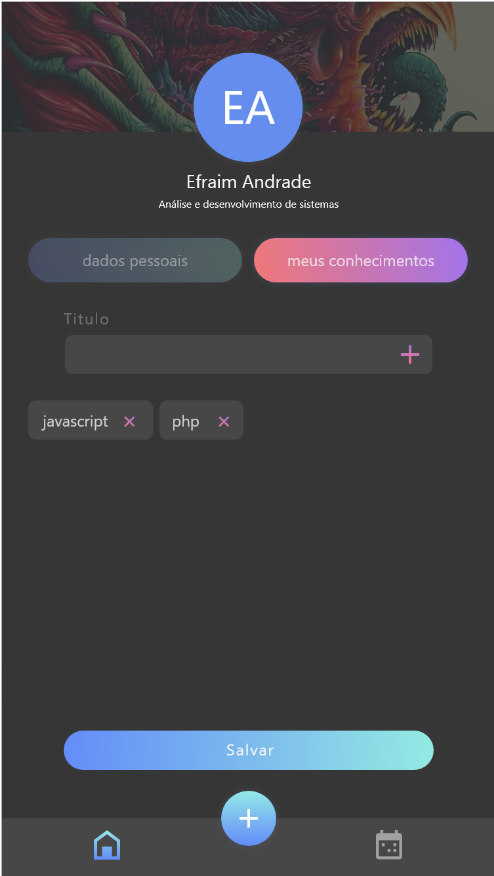 EA
Efraim Andrade
Análise e desenvolvimento de sistemas
dados pessoais
meus conhecimentos
Titulo
javascript
php
Salvar